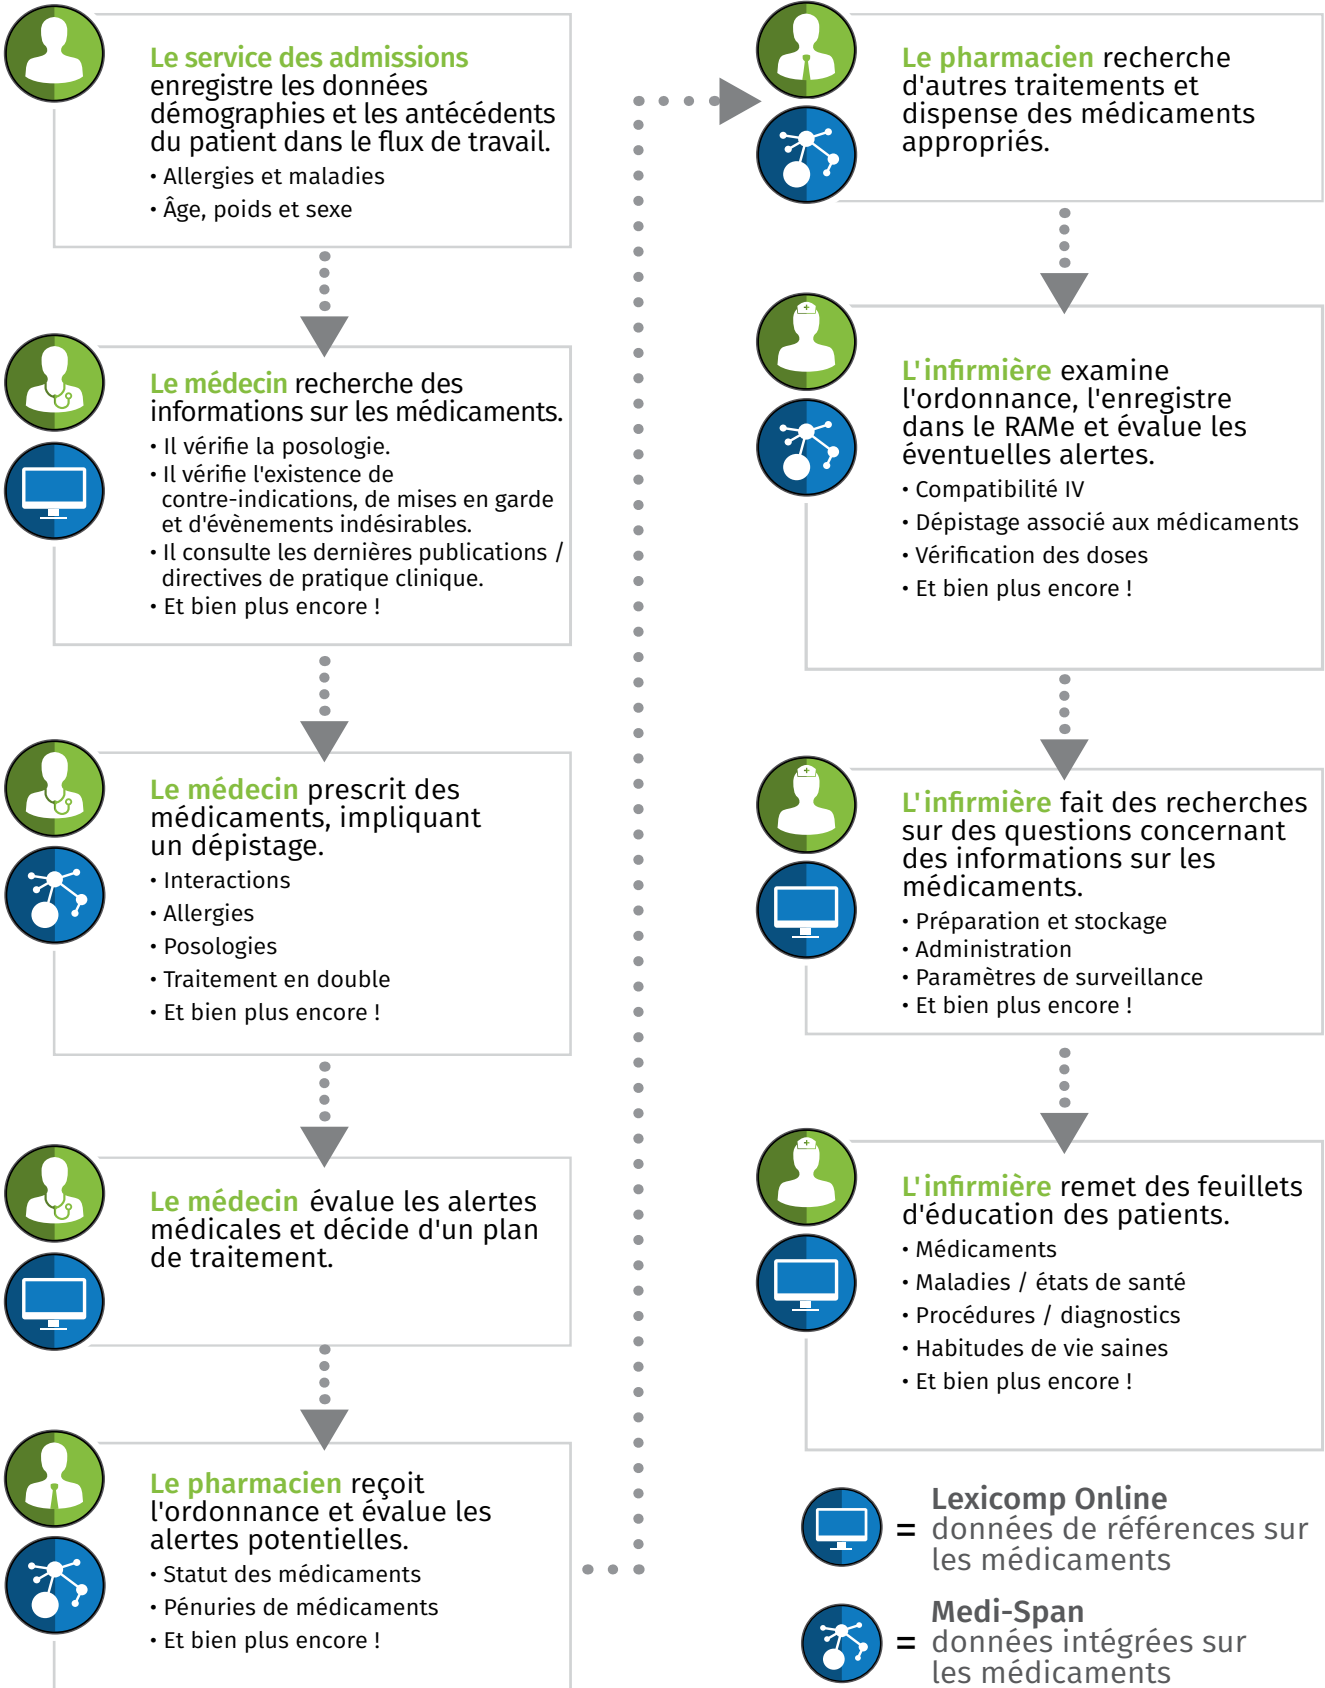 Le service des admissions
enregistre les données
démographies et les antécédents
du patient dans le flux de travail.
• Allergies et maladies
• Âge, poids et sexe
Le médecin recherche des
informations sur les médicaments.
• Il vérifie la posologie.
• Il vérifie l'existence de
contre-indications, de mises en garde
et d'évènements indésirables.
• Il consulte les dernières publications /
directives de pratique clinique.
• Et bien plus encore !
Le médecin prescrit des
médicaments, impliquant
un dépistage.
• Interactions
• Allergies
• Posologies
• Traitement en double
• Et bien plus encore !
Le médecin évalue les alertes
médicales et décide d'un plan
de traitement.
Le pharmacien reçoit
l'ordonnance et évalue les
alertes potentielles.
• Statut des médicaments
• Pénuries de médicaments
• Et bien plus encore !
Le pharmacien recherche
d'autres traitements et
dispense des médicaments
appropriés.
L'infirmière examine
l'ordonnance, l'enregistre
dans le RAMe et évalue les
éventuelles alertes.
• Compatibilité IV
• Dépistage associé aux médicaments
• Vérification des doses
• Et bien plus encore !
L'infirmière fait des recherches
sur des questions concernant
des informations sur les
médicaments.
• Préparation et stockage
• Administration
• Paramètres de surveillance
• Et bien plus encore !
L'infirmière remet des feuillets
d'éducation des patients.
• Médicaments
• Maladies / états de santé
• Procédures / diagnostics
• Habitudes de vie saines
• Et bien plus encore !
Lexicomp Online
= données de références sur
les médicaments
Medi-Span
= données intégrées sur
les médicaments